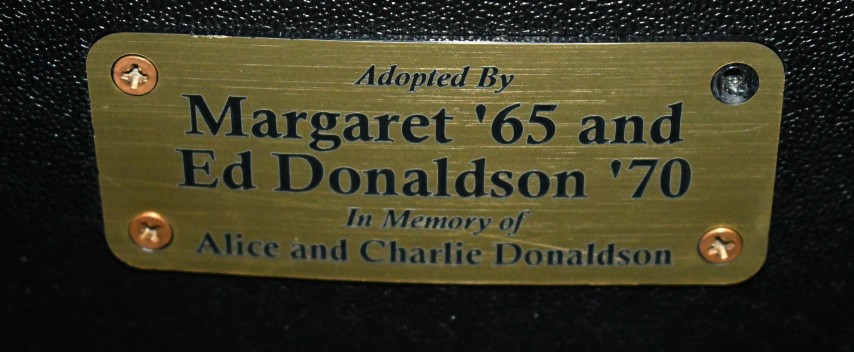 Adopted By
Margaret '65 and
Ed Donaldson '70
In Memory of
Alice and Charlie Donaldson